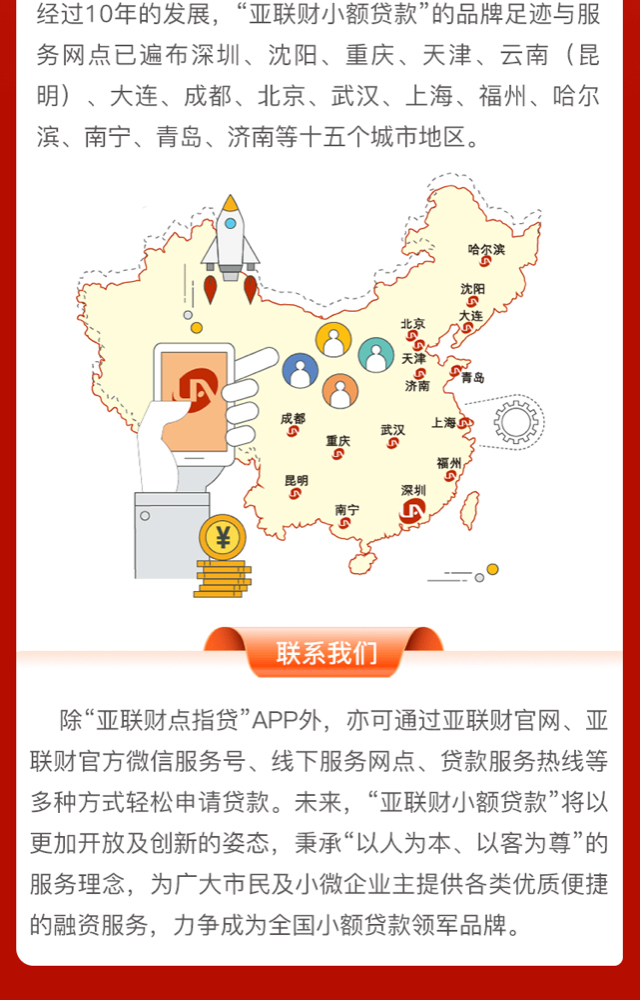 经过10年的发展，“亚联财小额贷款”的品牌足迹与服
务网点已遍布深圳、沈阳、重庆、天津、云南（昆
明）、大连、成都、北京、武汉、上海、福州、哈尔
滨、南宁、青岛、济南等十五个城市地区。
哈尔滨
沈阳
大连
北京
天津
济南
青岛
成都
重庆
武汉
上海
福州
昆明
深圳
南宁
¥
联系我们
除“亚联财点指贷”APP外，亦可通过亚联财官网、亚
联财官方微信服务号、线下服务网点、贷款服务热线等
多种方式轻松申请贷款。未来，“亚联财小额贷款”将以
更加开放及创新的姿态，秉承“以人为本、以客为尊”的
服务理念，为广大市民及小微企业主提供各类优质便捷
的融资服务，力争成为全国小额贷款领军品牌。